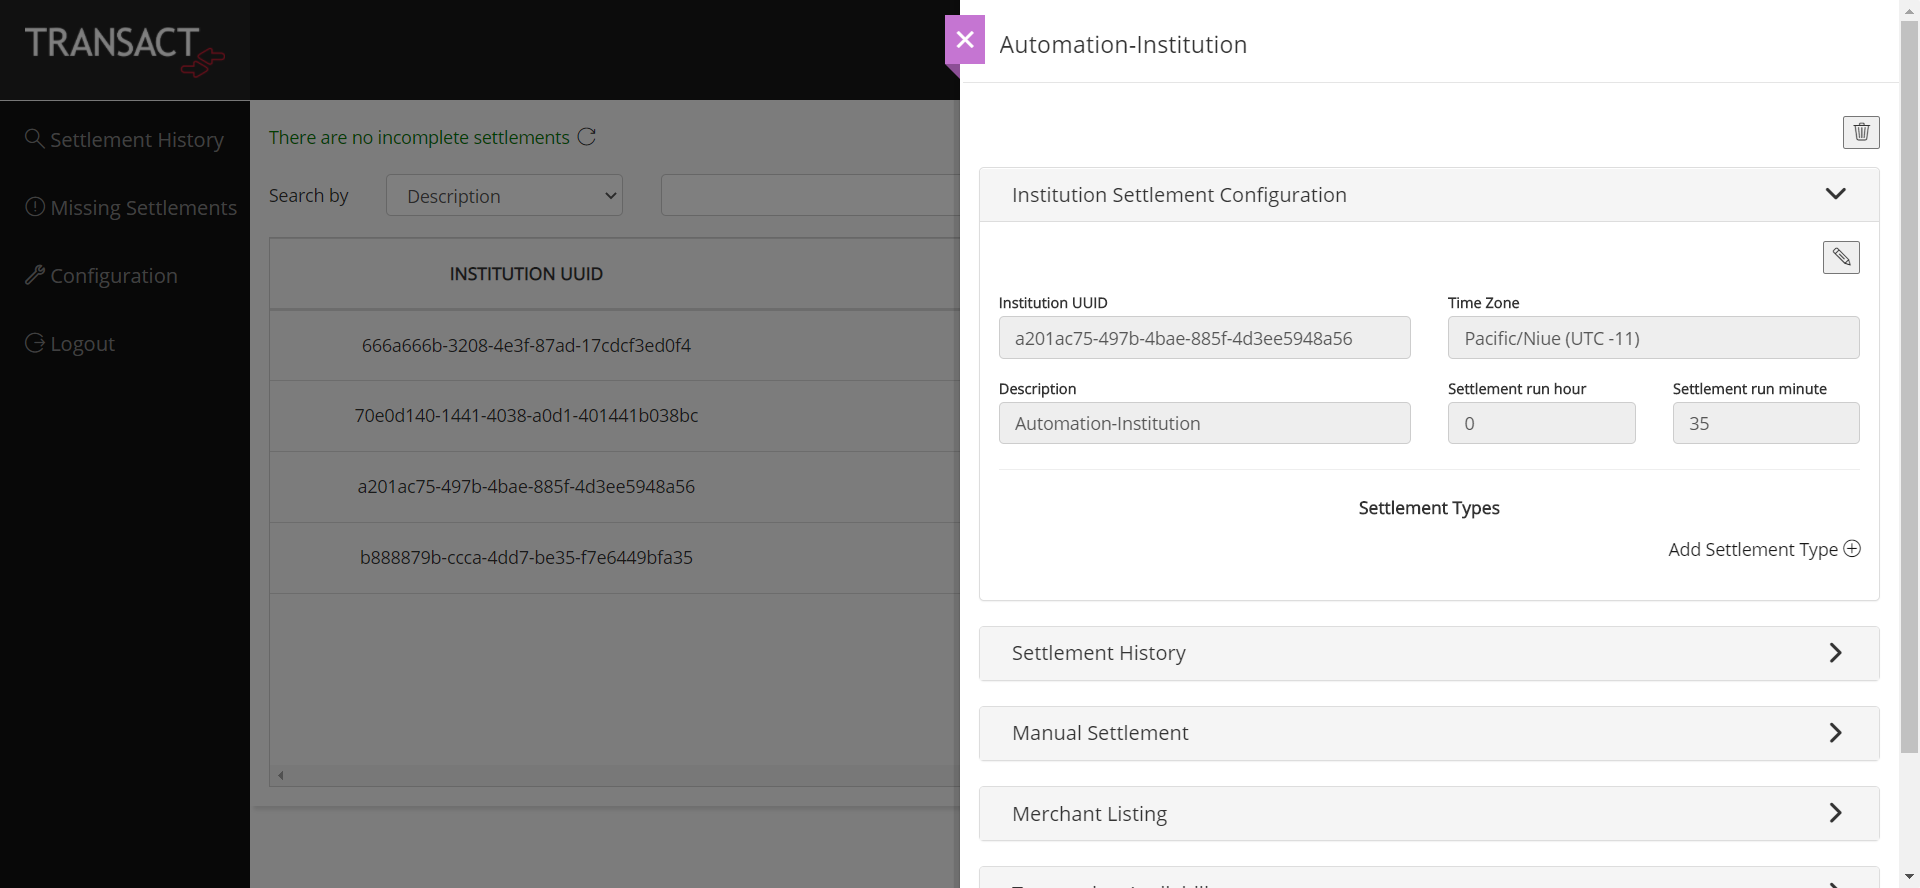 TRANSACT
Settlement History
Missing Settlements
Configuration
Logout
There are no incomplete settlements
Search by
Description
INSTITUTION UUID
666a666b-3208-4e3f-87ad-17cdcf3ed0f4
70e0d140-1441-4038-a0d1-401441b038bc
a201ac75-497b-4bae-885f-4d3ee5948a56
b888879b-ccca-4dd7-be35-f7e6449bfa35
Automation-Institution
Institution Settlement Configuration
Institution UUID
Time Zone
a201ac75-497b-4bae-885f-4d3ee5948a56
Pacific/Niue (UTC -11)
Description
Settlement run hour
Settlement run minute
Automation-Institution
0
35
Settlement Types
Add Settlement Type
Settlement History
Manual Settlement
Merchant Listing